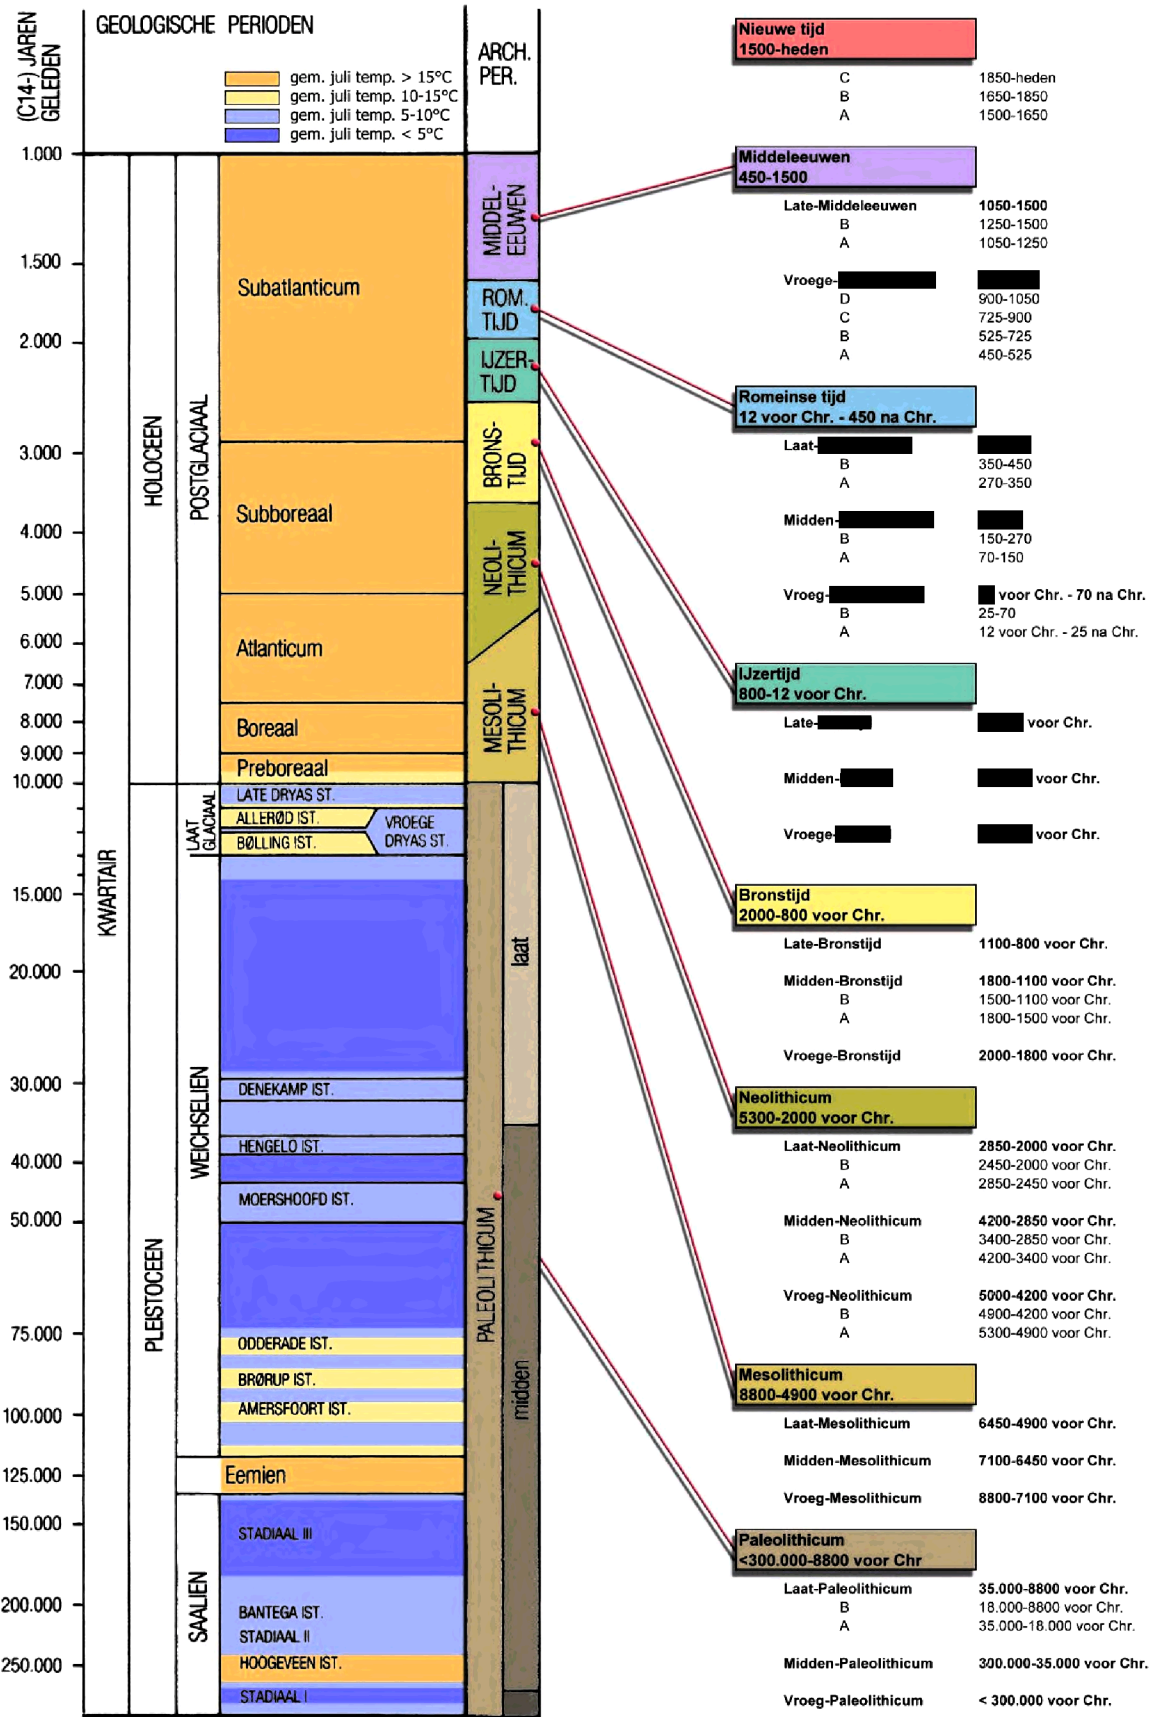 (C14-) JAREN
GELEDEN
GEOLOGISCHE PERIODEN
gem. juli temp. > 15°C
gem. juli temp. 10-15°C
gem. juli temp. 5-10°C
gem. juli temp. < 5°C
ARCH.
PER.
1.000
1.500
2.000
3.000
4.000
5.000
6.000
7.000
8.000
9.000
10.000
15.000
20.000
30.000
40.000
50.000
75.000
100.000
125.000
150.000
200.000
250.000
KWARTAIR
HOLOCEEN
PLEISTOCEEN
POSTGLACIAAL
LAAT
GLACIAAL
WEICHSELIEN
SAALIEN
Subatlanticum
Subboreaal
Atlanticum
Boreaal
Preboreaal
LATE DRYAS ST.
ALLERØD IST.
VROEGE
DRYAS ST.
BØLLING IST.
DENEKAMP IST.
HENGELO IST.
MOERSHOOFD IST.
ODDERADE IST.
BRØRUP IST.
AMERSFOORT IST.
Eemien
STADIAAL III
BANTEGA IST.
STADIAAL II
HOOGEVEEN IST.
STADIAAL I
MIDDEL-
EEUWEN
ROM.
TIJD
IJZER-
TIJD
BRONS-
TIJD
NEOLI-
THICUM
MESOLI-
THICUM
PALEOLITHICUM
laat
midden
Nieuwe tijd
1500-heden
C 1850-heden
B 1650-1850
A 1500-1650
Middeleeuwen
450-1500
Late-Middeleeuwen 1050-1500
B 1250-1500
A 1050-1250
Vroege-
D 900-1050
C 725-900
B 525-725
A 450-525
Romeinse tijd
12 voor Chr. - 450 na Chr.
Laat-
B 350-450
A 270-350
Midden-
B 150-270
A 70-150
Vroeg- voor Chr. - 70 na Chr.
B 25-70
A 12 voor Chr. - 25 na Chr.
IJzertijd
800-12 voor Chr.
Late- voor Chr.
Midden- voor Chr.
Vroege- voor Chr.
Bronstijd
2000-800 voor Chr.
Late-Bronstijd 1100-800 voor Chr.
Midden-Bronstijd 1800-1100 voor Chr.
B 1500-1100 voor Chr.
A 1800-1500 voor Chr.
Vroege-Bronstijd 2000-1800 voor Chr.
Neolithicum
5300-2000 voor Chr.
Laat-Neolithicum 2850-2000 voor Chr.
B 2450-2000 voor Chr.
A 2850-2450 voor Chr.
Midden-Neolithicum 4200-2850 voor Chr.
B 3400-2850 voor Chr.
A 4200-3400 voor Chr.
Vroeg-Neolithicum 5000-4200 voor Chr.
B 4900-4200 voor Chr.
A 5300-4900 voor Chr.
Mesolithicum
8800-4900 voor Chr.
Laat-Mesolithicum 6450-4900 voor Chr.
Midden-Mesolithicum 7100-6450 voor Chr.
Vroeg-Mesolithicum 8800-7100 voor Chr.
Paleolithicum
<300.000-8800 voor Chr
Laat-Paleolithicum 35.000-8800 voor Chr.
B 18.000-8800 voor Chr.
A 35.000-18.000 voor Chr.
Midden-Paleolithicum 300.000-35.000 voor Chr.
Vroeg-Paleolithicum < 300.000 voor Chr.